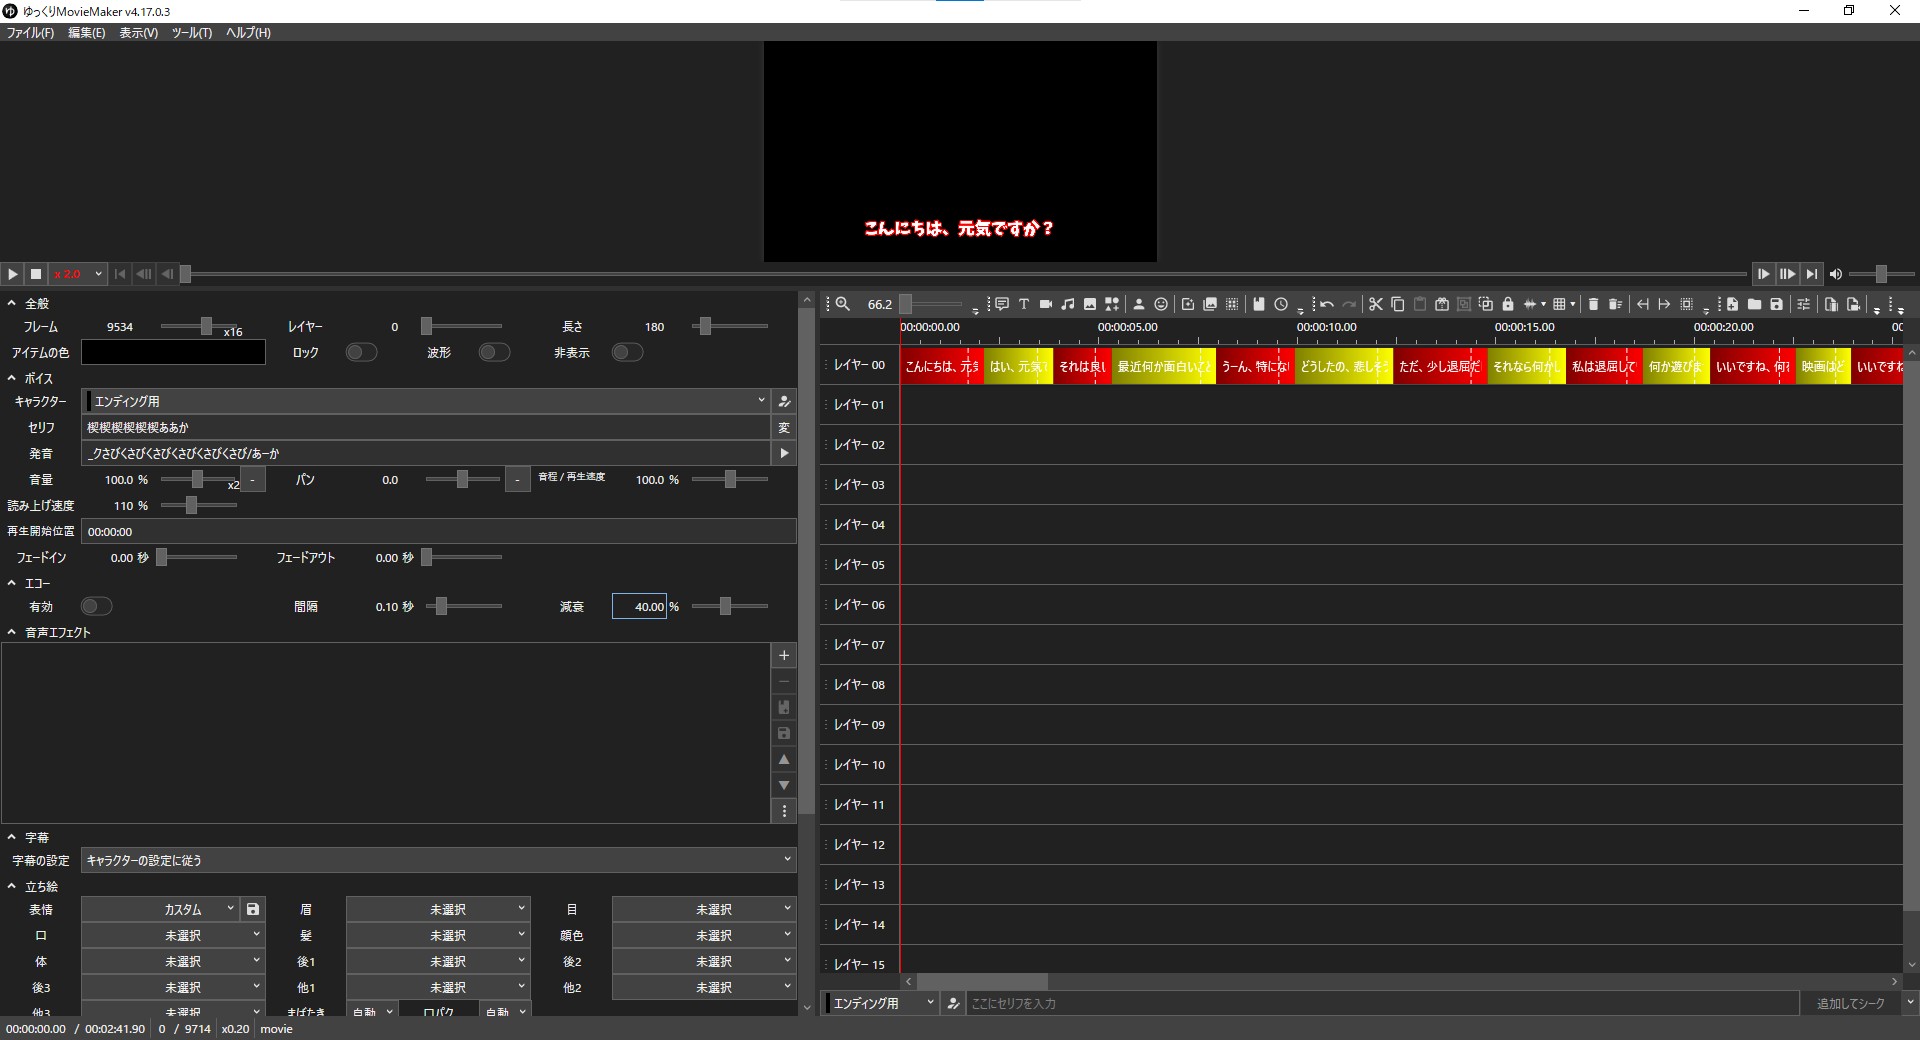 ゆっくりMovieMaker v4.17.0.3
ファイル(F) 編集(E) 表示(V) ツール(T) ヘルプ(H)
こんにちは、元気ですか？
x 2.0
全般
フレーム 9534 x16 レイヤー 0 長さ 180
アイテムの色 ロック 波形 非表示
ボイス
キャラクター エンディング用
セリフ 楔楔楔楔楔楔ああか 変
発音 _クさびくさびくさびくさびくさびくさび/あーか
音量 100.0 % x2 - パン 0.0 - 音程 / 再生速度 100.0 %
読み上げ速度 110 %
再生開始位置 00:00:00
フェードイン 0.00 秒 フェードアウト 0.00 秒
エコー
有効 間隔 0.10 秒 減衰 40.00 %
音声エフェクト
字幕
字幕の設定 キャラクターの設定に従う
立ち絵
表情 カスタム 眉 未選択 目 未選択
口 未選択 髪 未選択 顔色 未選択
体 未選択 後1 未選択 後2 未選択
後3 未選択 他1 未選択 他2 未選択
他3 未選択 まばたき 自動 口パク 自動
66.2
00:00:00.00 00:00:05.00 00:00:10.00 00:00:15.00 00:00:20.00 00
レイヤー 00 こんにちは、元気 はい、元気で それは良い 最近何か面白いこと うーん、特にない どうしたの、悲しそう ただ、少し退屈だ それなら何かし 私は退屈して 何か遊びま いいですね、何を 映画はど いいですね
レイヤー 01
レイヤー 02
レイヤー 03
レイヤー 04
レイヤー 05
レイヤー 06
レイヤー 07
レイヤー 08
レイヤー 09
レイヤー 10
レイヤー 11
レイヤー 12
レイヤー 13
レイヤー 14
レイヤー 15
エンディング用 ここにセリフを入力 追加してシーク
00:00:00.00 / 00:02:41.90 0 / 9714 x0.20 movie